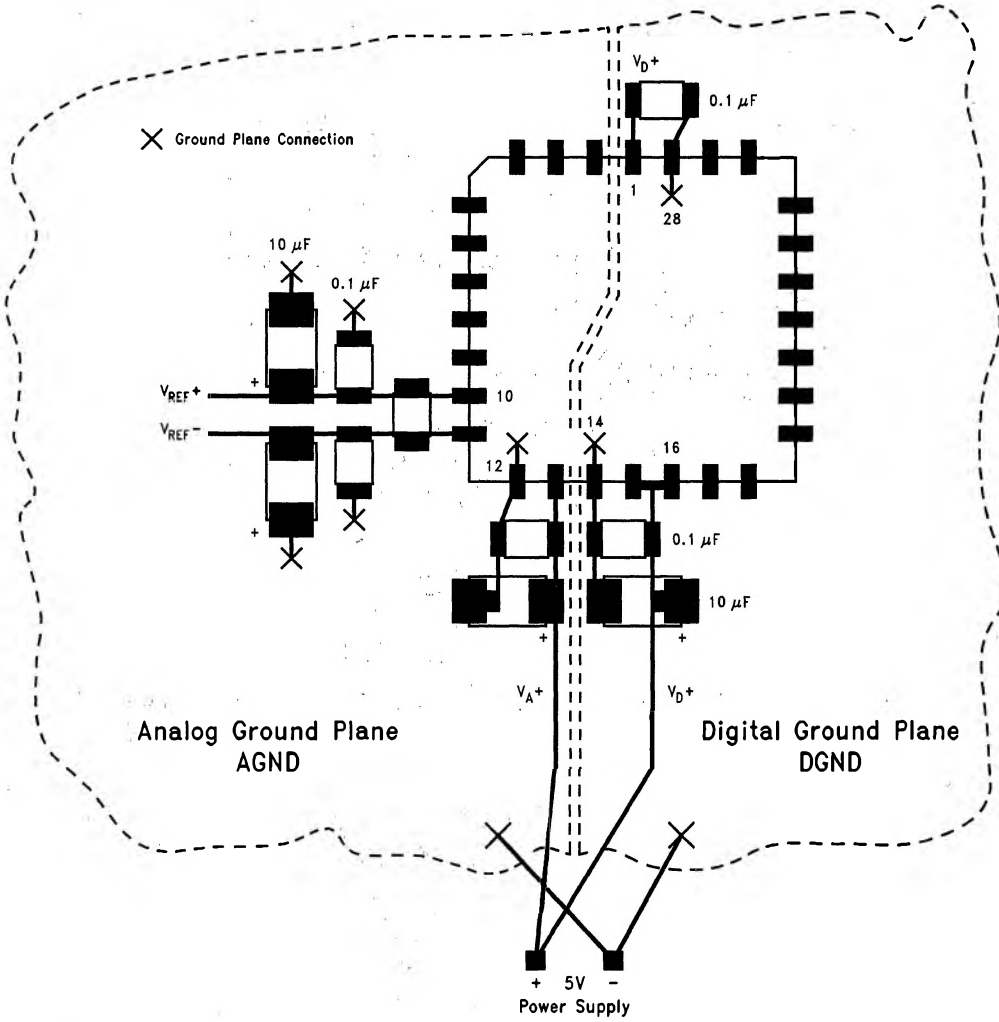 V_D+
0.1 μF
Ground Plane Connection
1
28
10 μF
0.1 μF
+
V_REF+
10
V_REF−
14
12
16
+
0.1 μF
10 μF
+
+
V_A+
V_D+
Analog Ground Plane
AGND
Digital Ground Plane
DGND
+ 5V −
Power Supply